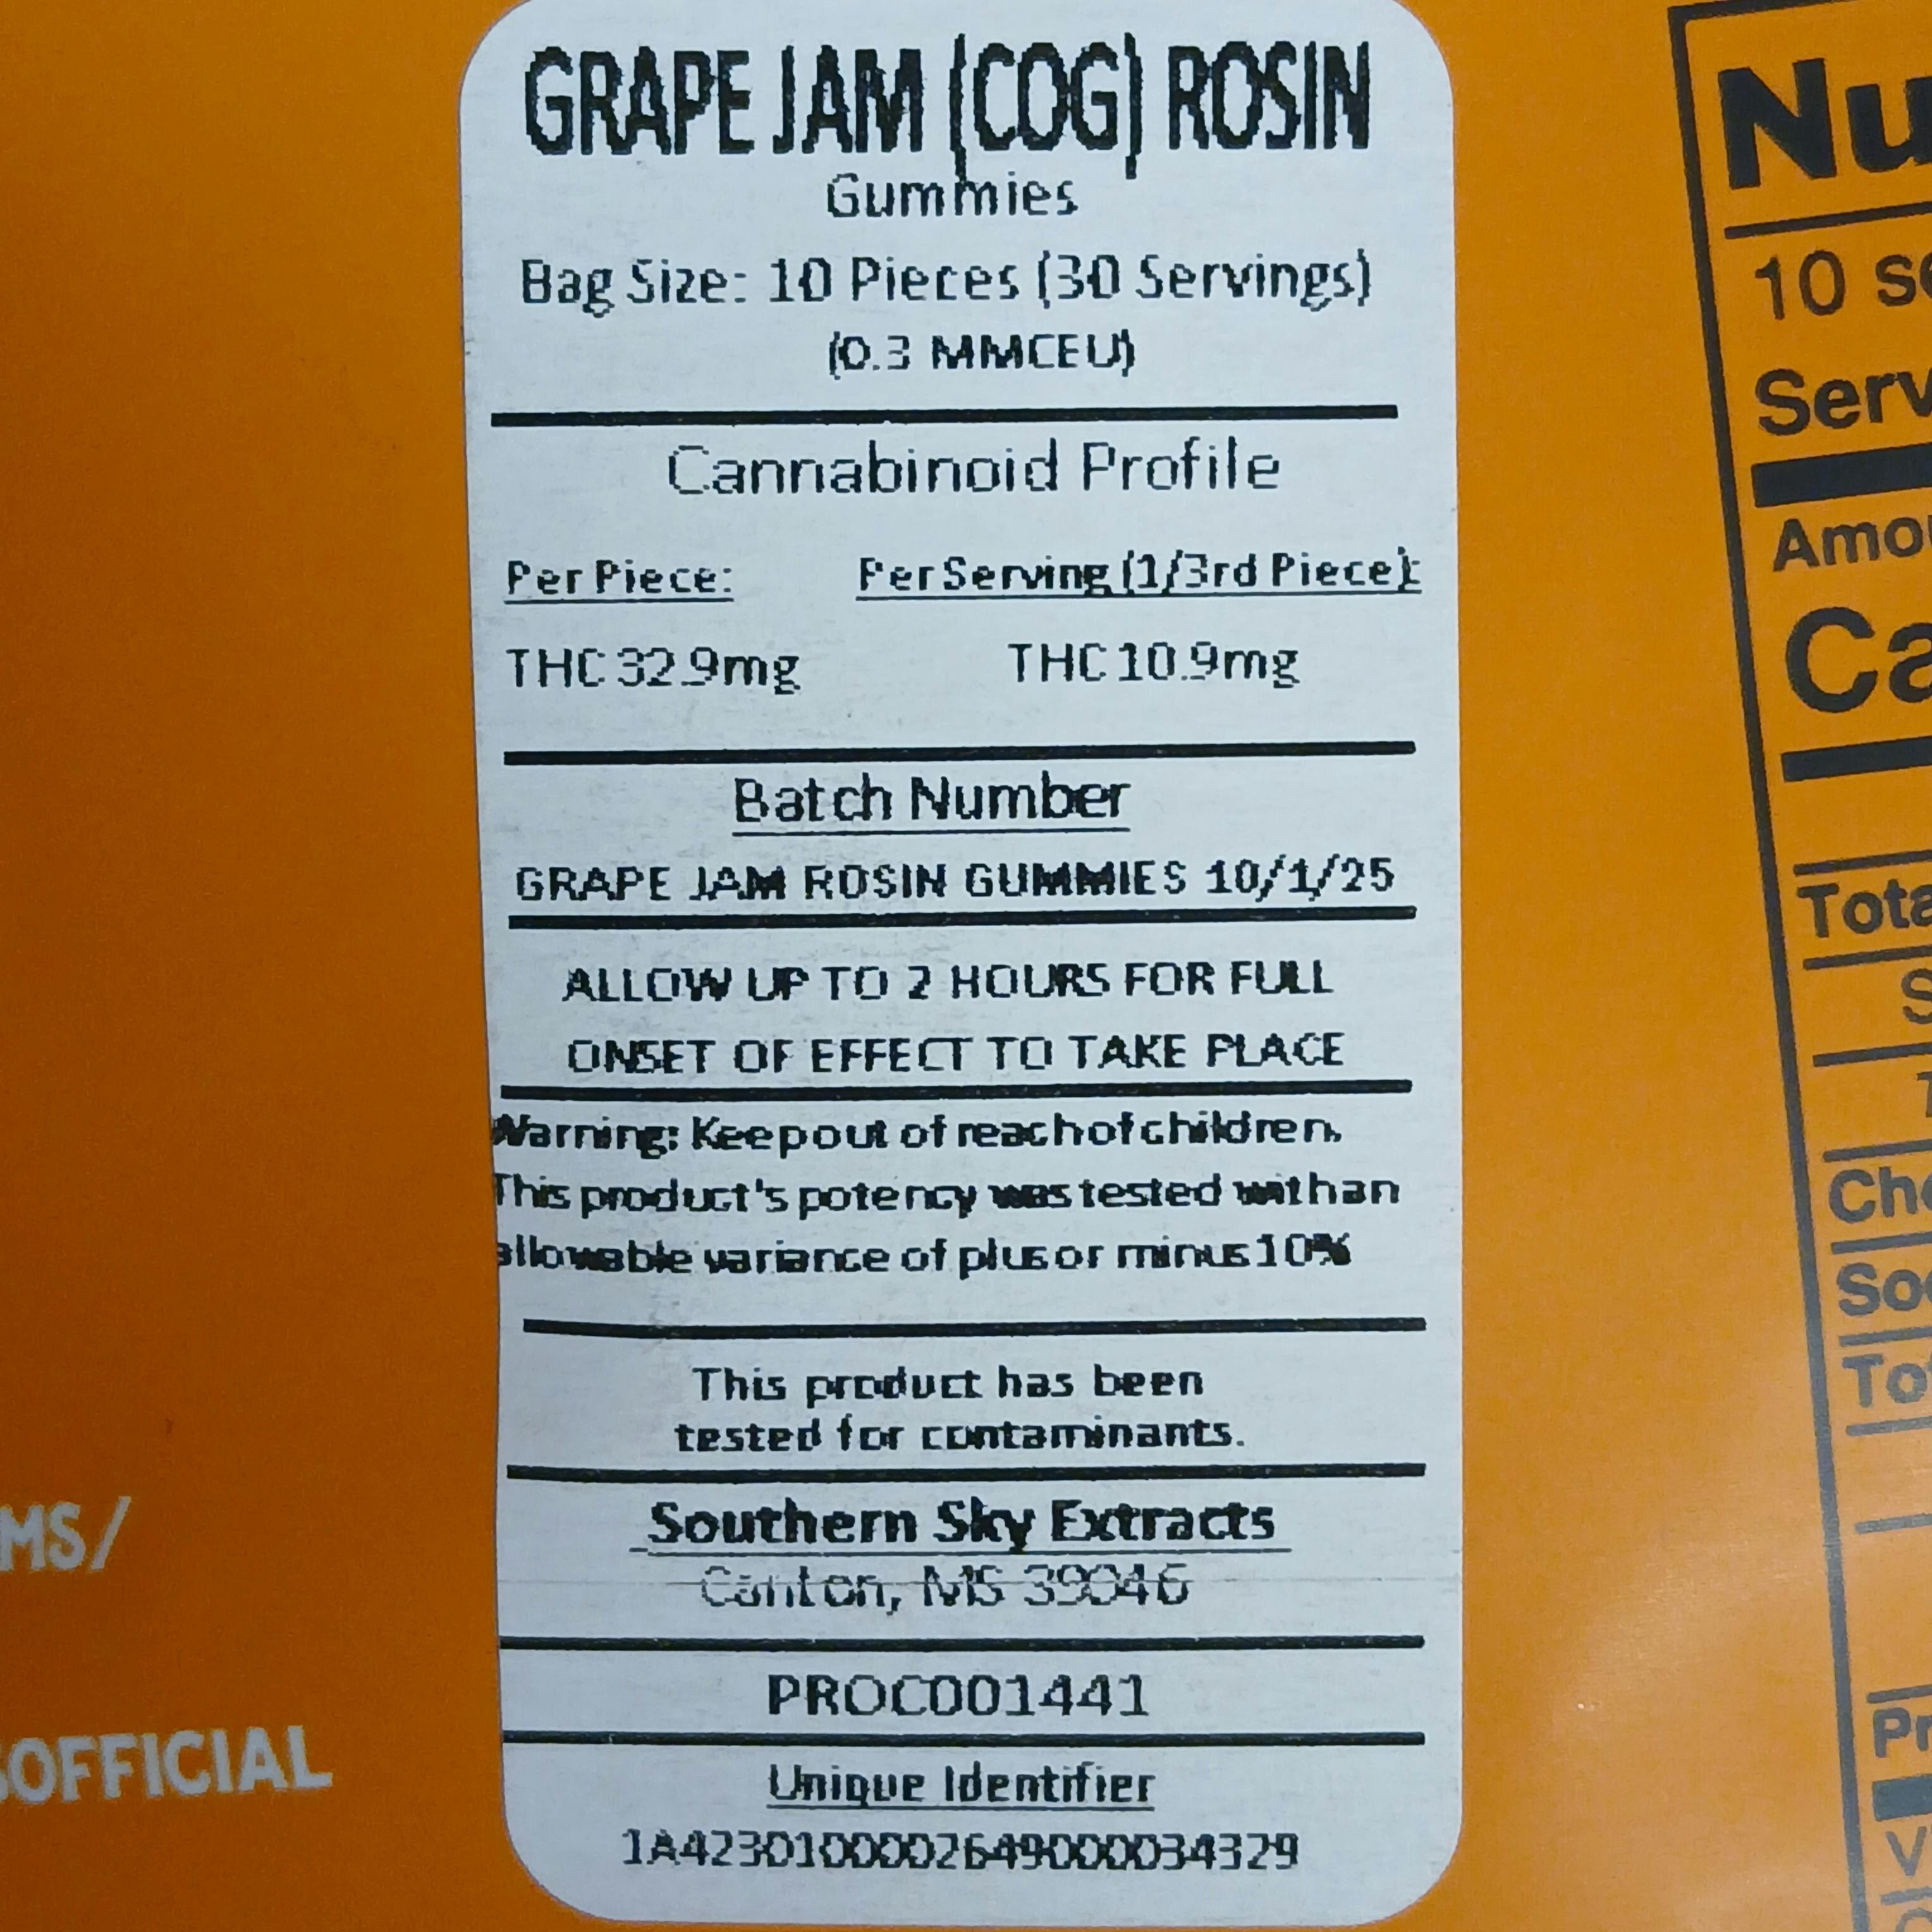 GRAPE JAM (COG) ROSIN
Gummies
Bag Size: 10 Pieces (30 Servings)
(0.3 MMCEU)
Cannabinoid Profile
Per Piece: Per Serving (1/3rd Piece):
THC 32.9mg THC 10.9mg
Batch Number
GRAPE JAM ROSIN GUMMIES 10/1/25
ALLOW UP TO 2 HOURS FOR FULL
ONSET OF EFFECT TO TAKE PLACE
Warning: Keep out of reach of children.
This product's potency was tested with an
allowable variance of plus or minus 10%
This product has been
tested for contaminants.
Southern Sky Extracts
Canton, MS 39046
PROC001441
Unique Identifier
1A4230100002649000034329
MS/
SOFFICIAL
Nu
10 se
Serv
Amou
Ca
Tota
S
T
Cho
Sod
Tot
Pr
V